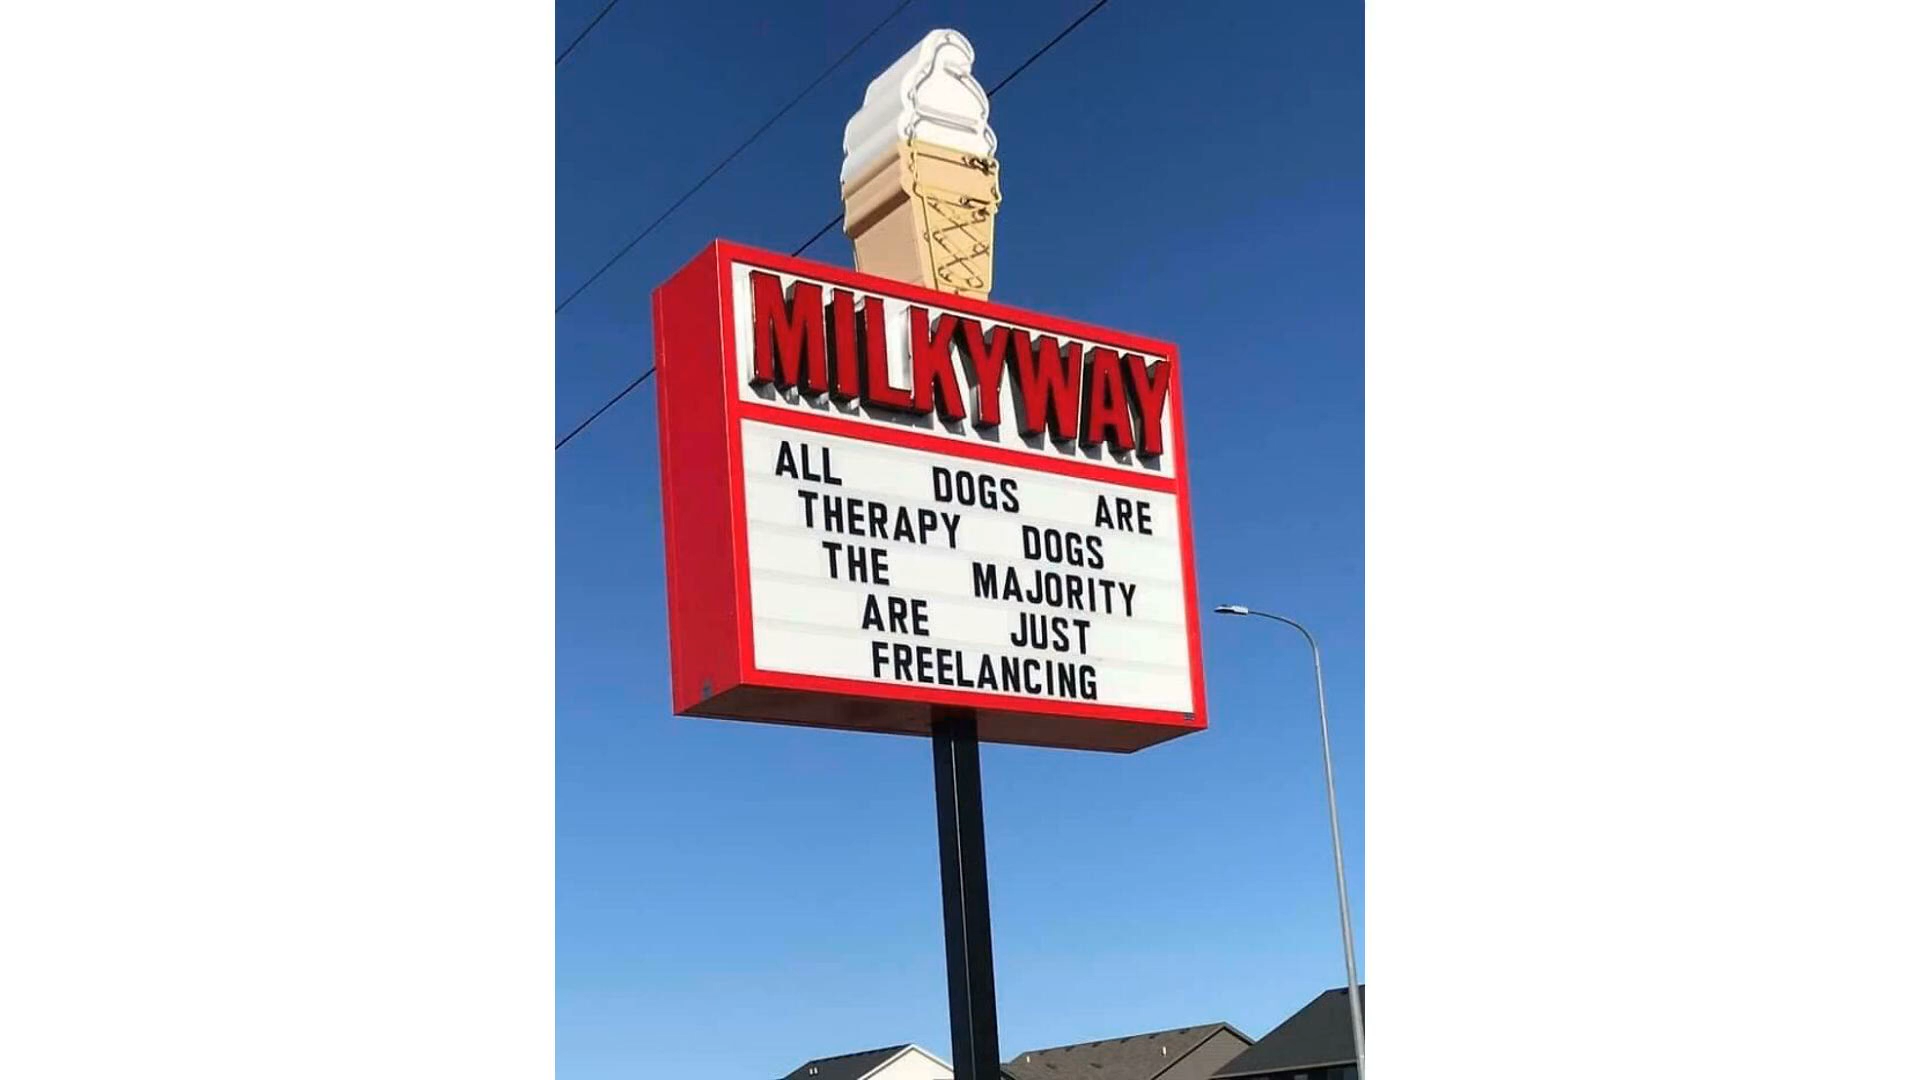 MILKYWAY
ALL DOGS ARE
THERAPY DOGS
THE MAJORITY
ARE JUST
FREELANCING